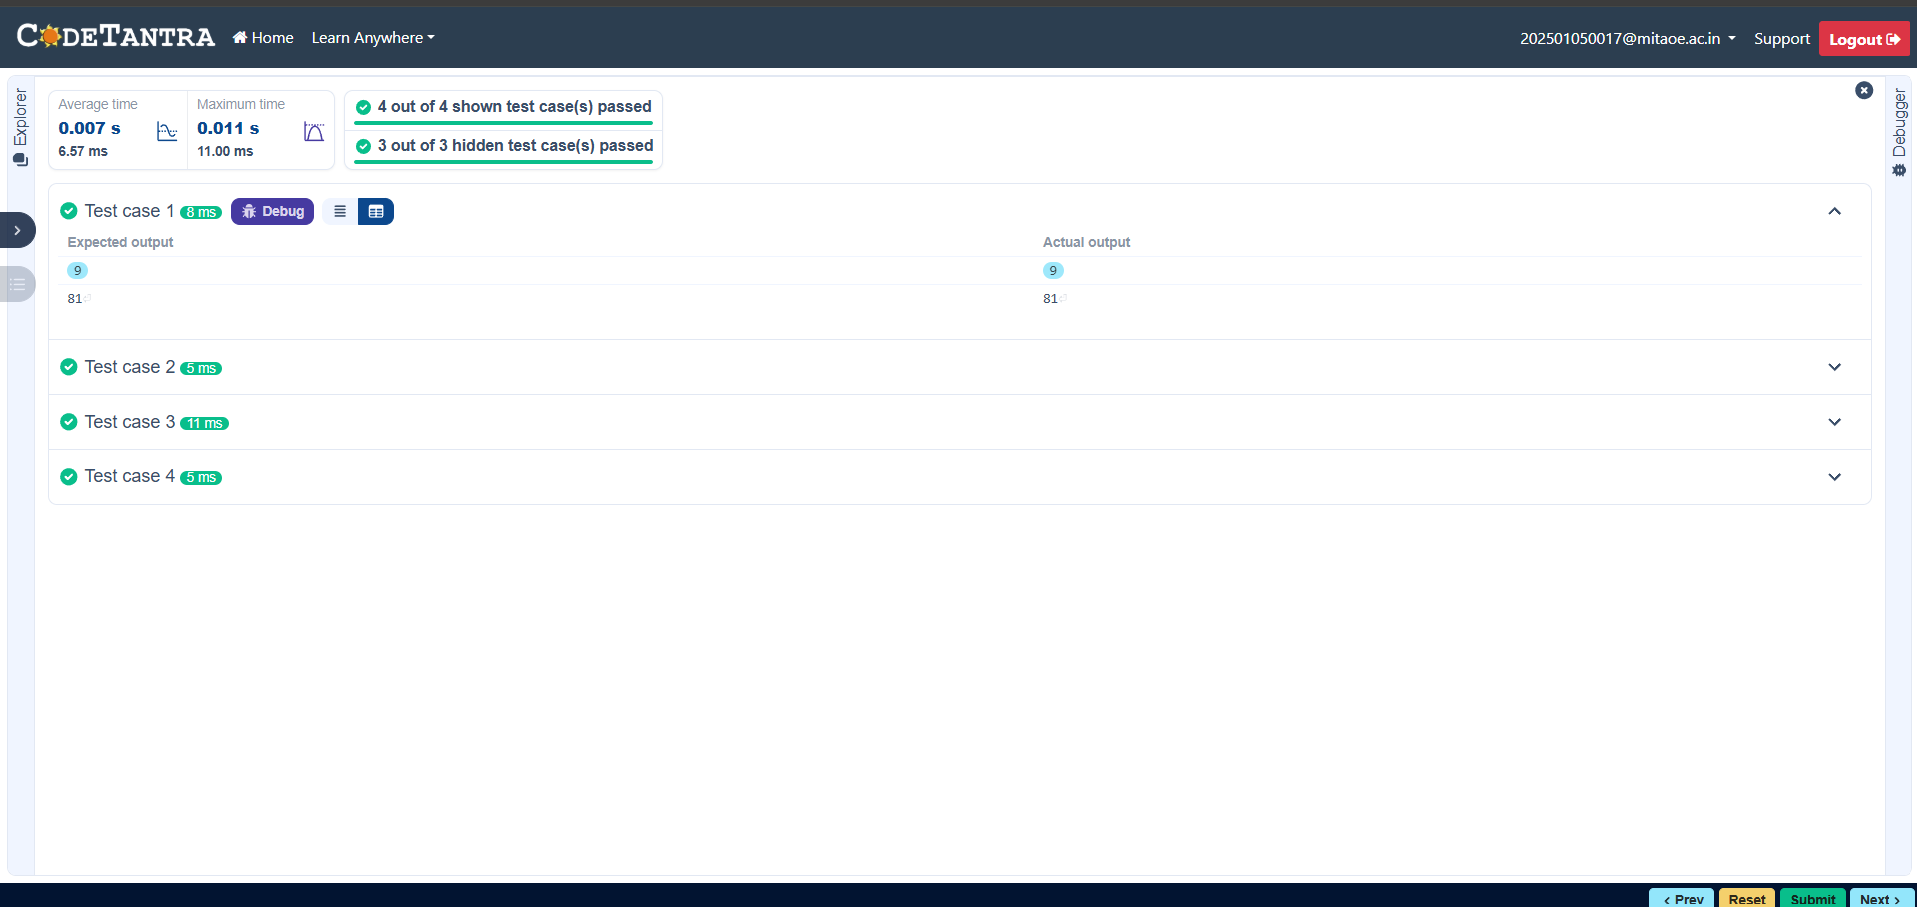 CODETANTRA Home Learn Anywhere 202501050017@mitaoe.ac.in Support Logout
Explorer
Average time
0.007 s
6.57 ms
Maximum time
0.011 s
11.00 ms
4 out of 4 shown test case(s) passed
3 out of 3 hidden test case(s) passed
Debugger
Test case 1 8 ms Debug
Expected output Actual output
9 9
81⏎ 81⏎
Test case 2 5 ms
Test case 3 11 ms
Test case 4 5 ms
‹ Prev Reset Submit Next ›